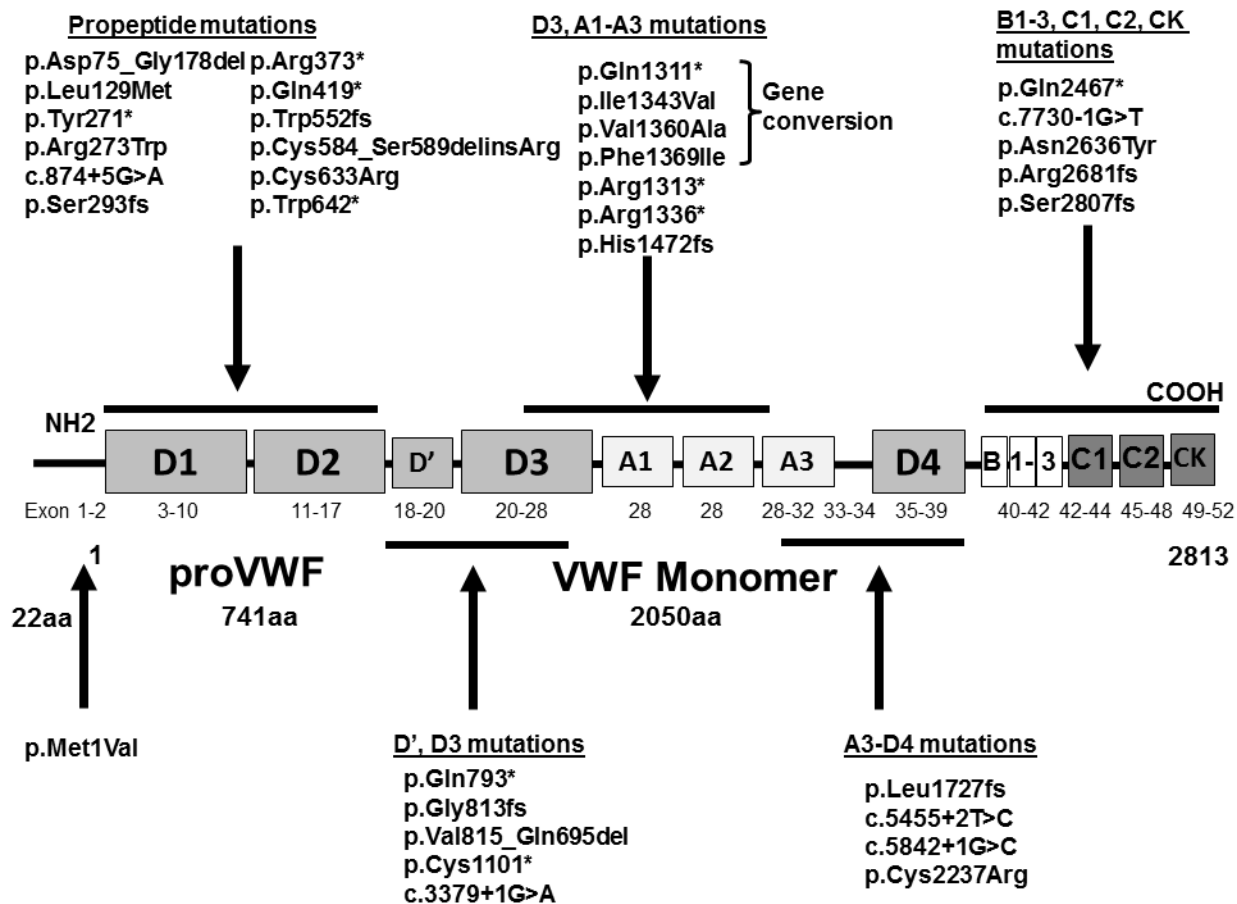 Propeptide mutations
p.Asp75_Gly178del p.Arg373*
p.Leu129Met p.Gln419*
p.Tyr271* p.Trp552fs
p.Arg273Trp p.Cys584_Ser589delinsArg
c.874+5G>A p.Cys633Arg
p.Ser293fs p.Trp642*
D3, A1-A3 mutations
p.Gln1311*
p.Ile1343Val
p.Val1360Ala
p.Phe1369Ile
Gene
conversion
p.Arg1313*
p.Arg1336*
p.His1472fs
B1-3, C1, C2, CK
mutations
p.Gln2467*
c.7730-1G>T
p.Asn2636Tyr
p.Arg2681fs
p.Ser2807fs
NH2 COOH
D1 D2 D' D3 A1 A2 A3 D4 B 1- 3 C1 C2 CK
Exon 1-2 3-10 11-17 18-20 20-28 28 28 28-32 33-34 35-39 40-42 42-44 45-48 49-52
1 2813
proVWF VWF Monomer
22aa 741aa 2050aa
p.Met1Val
D’, D3 mutations
p.Gln793*
p.Gly813fs
p.Val815_Gln695del
p.Cys1101*
c.3379+1G>A
A3-D4 mutations
p.Leu1727fs
c.5455+2T>C
c.5842+1G>C
p.Cys2237Arg